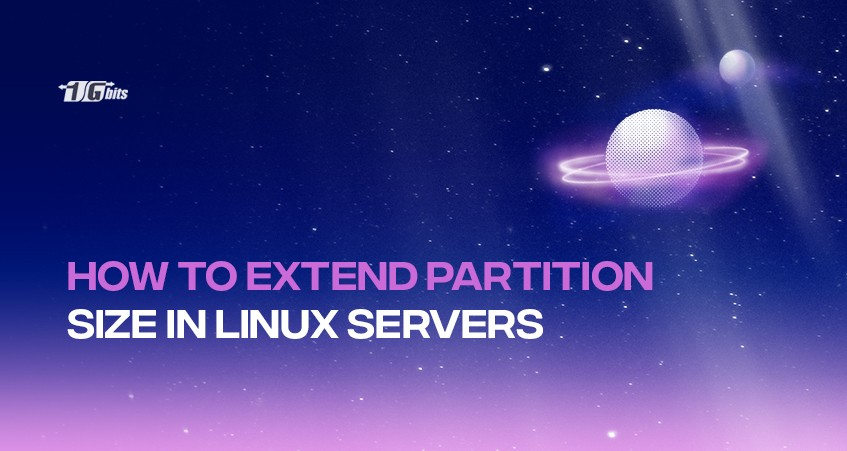 1Gbits
HOW TO EXTEND PARTITION
SIZE IN LINUX SERVERS